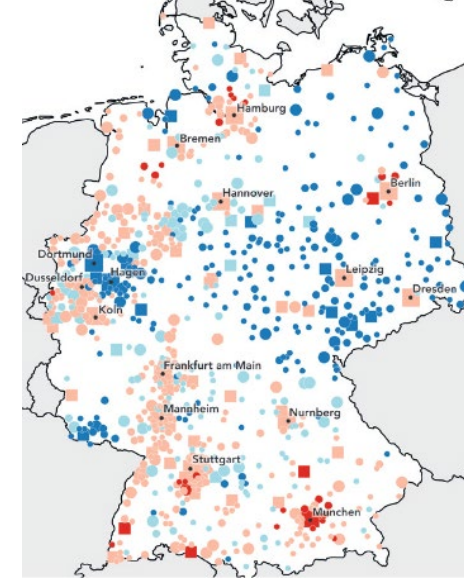 Hamburg
Bremen
Berlin
Hannover
Dortmund
Hagen
Dusseldorf
Leipzig
Dresden
Koln
Frankfurt am Main
Mannheim
Nurnberg
Stuttgart
Munchen